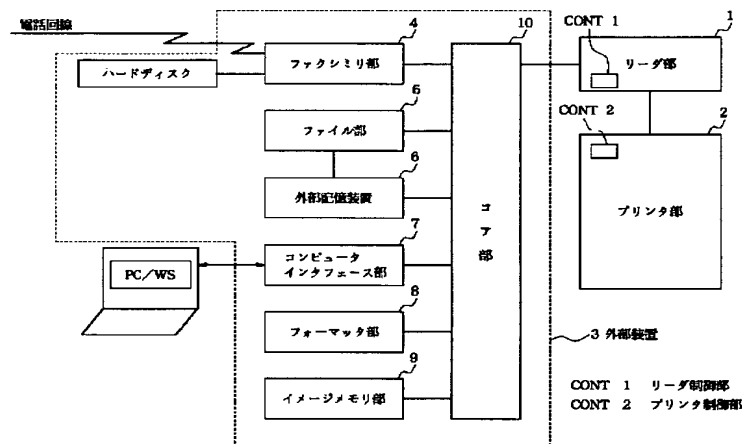 電話回線
ハードディスク
4
ファクシミリ部
6
ファイル部
6
外部記憶装置
7
コンピュータ
インタフェース部
PC/WS
8
フォーマッタ部
9
イメージメモリ部
10
コア部
CONT 1
1
リーダ部
CONT 2
2
プリンタ部
3 外部装置
CONT 1 リーダ制御部
CONT 2 プリンタ制御部